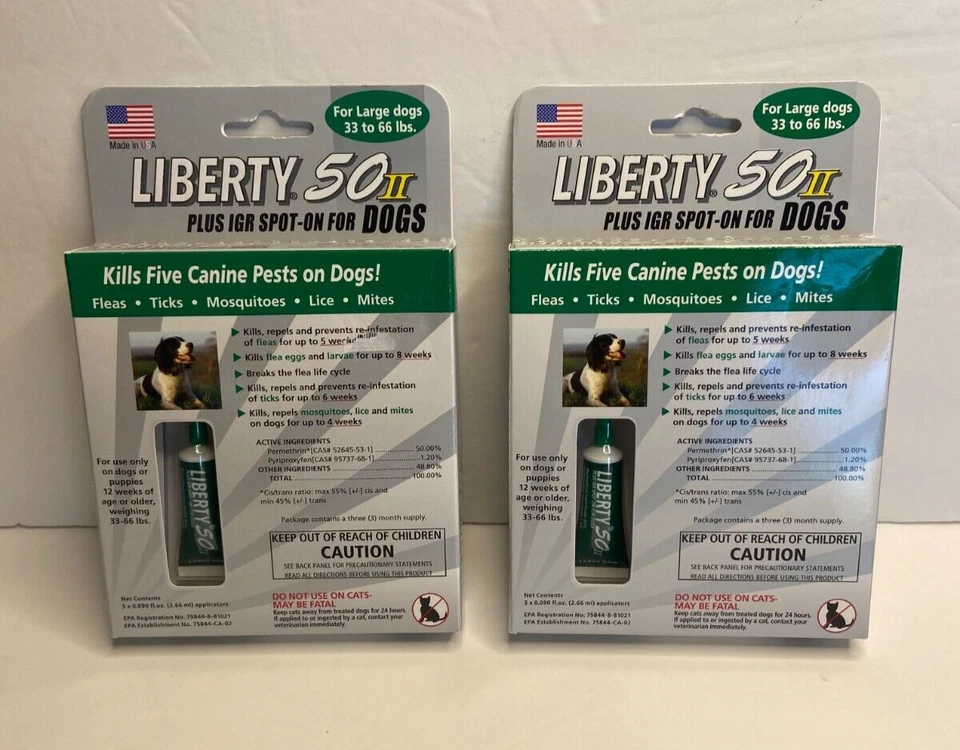 For Large dogs
33 to 66 lbs.
Made in USA
LIBERTY® 50 II
PLUS IGR SPOT-ON FOR DOGS
Kills Five Canine Pests on Dogs!
Fleas • Ticks • Mosquitoes • Lice • Mites
Kills, repels and prevents re-infestation
of fleas for up to 5
Kills flea eggs and larvae for up to 8 weeks
Breaks the flea life cycle
Kills, repels and prevents re-infestation
of ticks for up to 6 weeks
Kills, repels mosquitoes, lice and mites
on dogs for up to 4 weeks
ACTIVE INGREDIENTS
Permethrin*[CAS# 52645-53-1] 50.00%
Pyriproxyfen[CAS# 95737-68-1] 1.20%
OTHER INGREDIENTS 48.80%
TOTAL 100.00%
*Cis/trans ratio: max 55% [+/-] cis and
min 45% [+/-] trans
For use only
on dogs or
puppies
12 weeks of
age or older,
weighing
33-66 lbs.
LIBERTY 50 II
Package contains a three (3) month supply.
KEEP OUT OF REACH OF CHILDREN
CAUTION
SEE BACK PANEL FOR PRECAUTIONARY STATEMENTS
READ ALL DIRECTIONS BEFORE USING THIS PRODUCT
Net Contents
3 x 0.090 fl.oz. (2.66 ml) applicators
EPA Registration No. 75844-8-81021
EPA Establishment No. 75844-CA-02
DO NOT USE ON CATS-
MAY BE FATAL
Keep cats away from treated dogs for 24 hours.
If applied to or ingested by a cat, contact your
veterinarian immediately.
For Large dogs
33 to 66 lbs.
Made in USA
LIBERTY® 50 II
PLUS IGR SPOT-ON FOR DOGS
Kills Five Canine Pests on Dogs!
Fleas • Ticks • Mosquitoes • Lice • Mites
Kills, repels and prevents re-infestation
of fleas for up to 5 weeks
Kills flea eggs and larvae for up to 8 weeks
Breaks the flea life cycle
Kills, repels and prevents re-infestation
of ticks for up to 6 weeks
Kills, repels mosquitoes, lice and mites
on dogs for up to 4 weeks
ACTIVE INGREDIENTS
Permethrin*[CAS# 52645-53-1] 50.00%
Pyriproxyfen[CAS# 95737-68-1] 1.20%
OTHER INGREDIENTS 48.80%
TOTAL 100.00%
*Cis/trans ratio: max 55% [+/-] cis and
min 45% [+/-] trans
For use only
on dogs or
puppies
12 weeks of
age or older,
weighing
33-66 lbs.
LIBERTY 50 II
Package contains a three (3) month supply.
KEEP OUT OF REACH OF CHILDREN
CAUTION
SEE BACK PANEL FOR PRECAUTIONARY STATEMENTS
READ ALL DIRECTIONS BEFORE USING THIS PRODUCT
Net Contents
3 x 0.090 fl.oz. (2.66 ml) applicators
EPA Registration No. 75844-8-81021
EPA Establishment No. 75844-CA-02
DO NOT USE ON CATS-
MAY BE FATAL
Keep cats away from treated dogs for 24 hours.
If applied to or ingested by a cat, contact your
veterinarian immediately.